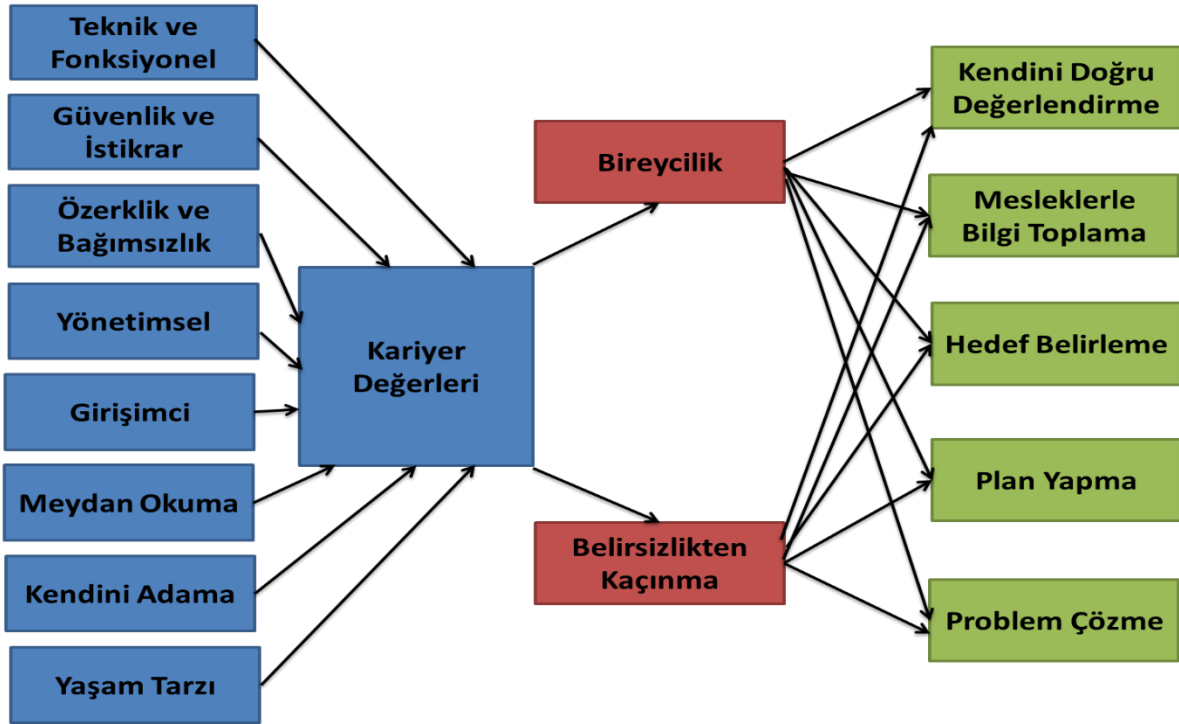 Teknik ve
Fonksiyonel
Güvenlik ve
İstikrar
Özerklik ve
Bağımsızlık
Yönetimsel
Girişimci
Meydan Okuma
Kendini Adama
Yaşam Tarzı
Kariyer
Değerleri
Bireycilik
Belirsizlikten
Kaçınma
Kendini Doğru
Değerlendirme
Mesleklerle
Bilgi Toplama
Hedef Belirleme
Plan Yapma
Problem Çözme